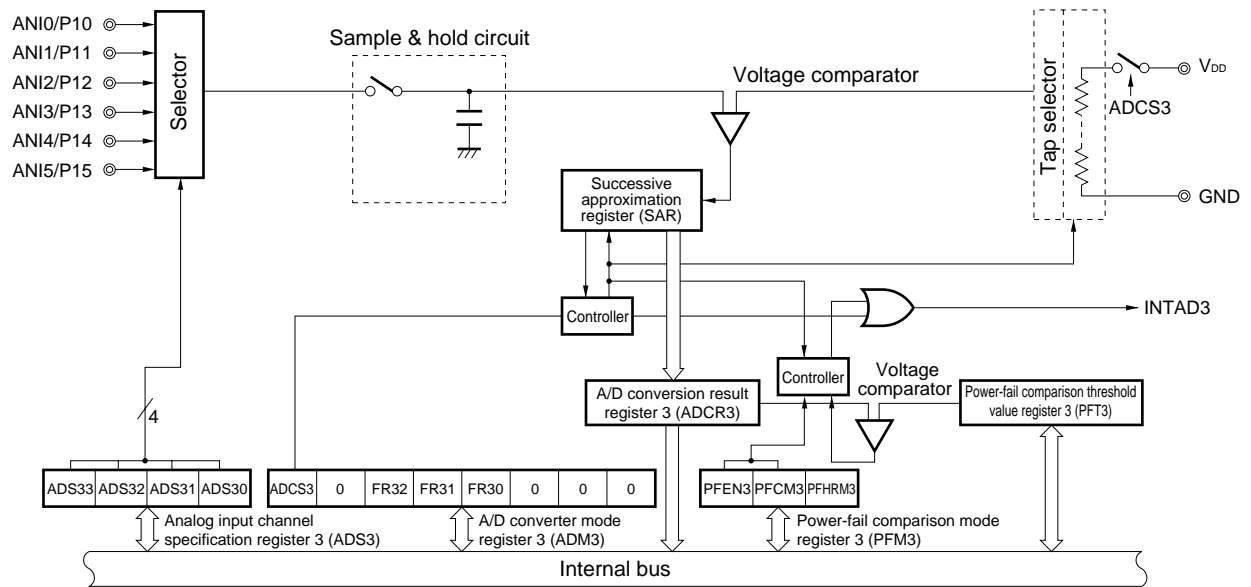 ANI0/P10
ANI1/P11
ANI2/P12
ANI3/P13
ANI4/P14
ANI5/P15
Selector
Sample & hold circuit
Voltage comparator
Tap selector
VDD
ADCS3
GND
Successive
approximation
register (SAR)
Controller
INTAD3
Controller
Voltage
comparator
A/D conversion result
register 3 (ADCR3)
Power-fail comparison threshold
value register 3 (PFT3)
4
ADS33 ADS32 ADS31 ADS30
ADCS3 0 FR32 FR31 FR30 0 0 0
PFEN3 PFCM3 PFHRM3
Analog input channel
specification register 3 (ADS3)
A/D converter mode
register 3 (ADM3)
Power-fail comparison mode
register 3 (PFM3)
Internal bus